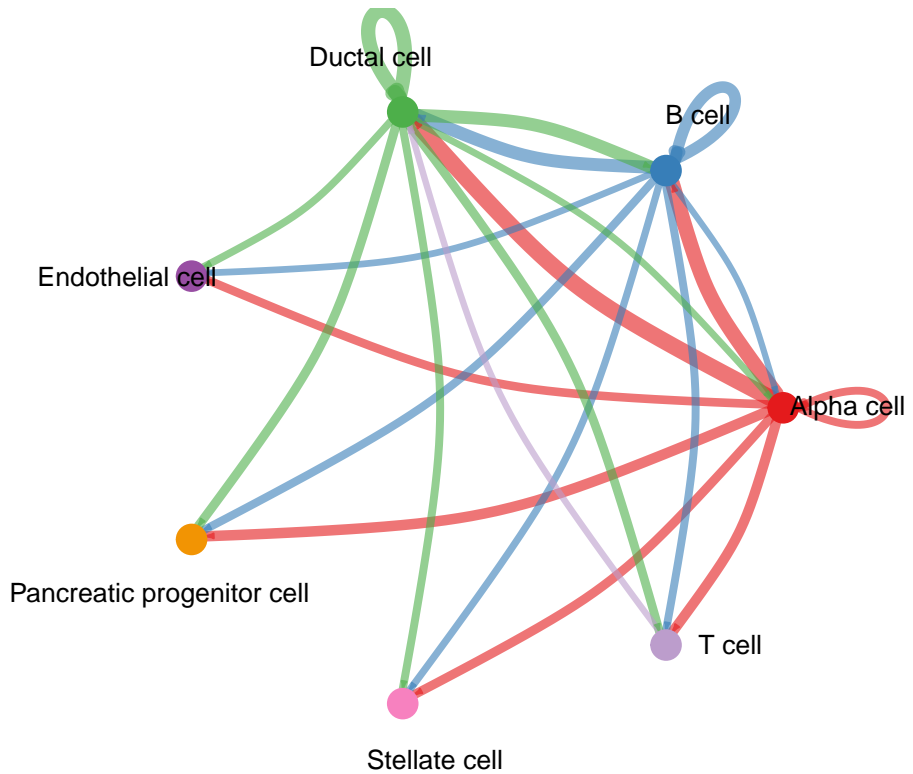 Ductal cell
B cell
Endothelial cell
Alpha cell
Pancreatic progenitor cell
T cell
Stellate cell